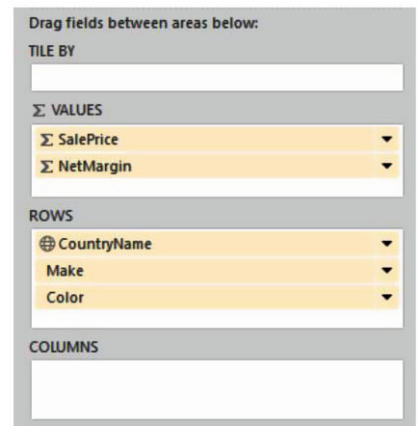 Drag fields between areas below:
TILE BY
Σ VALUES
Σ SalePrice
Σ NetMargin
ROWS
CountryName
Make
Color
COLUMNS